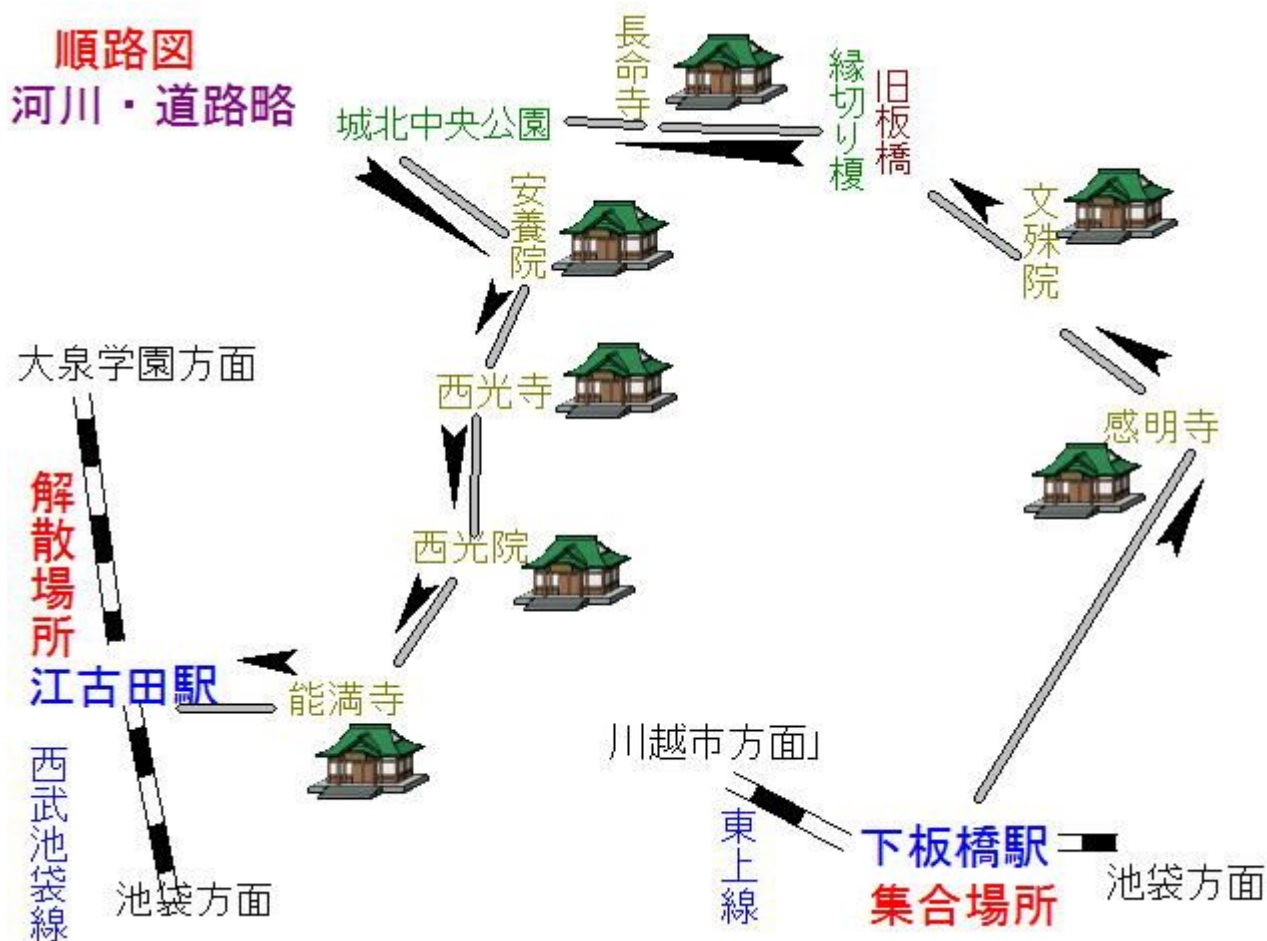 順路図
河川・道路略
長命寺
縁切り榎
旧板橋
城北中央公園
安養院
文殊院
大泉学園方面
西光寺
感明寺
解散場所
西光院
江古田駅
能満寺
川越市方面」
西武池袋線
東上線
下板橋駅
池袋方面
池袋方面
集合場所